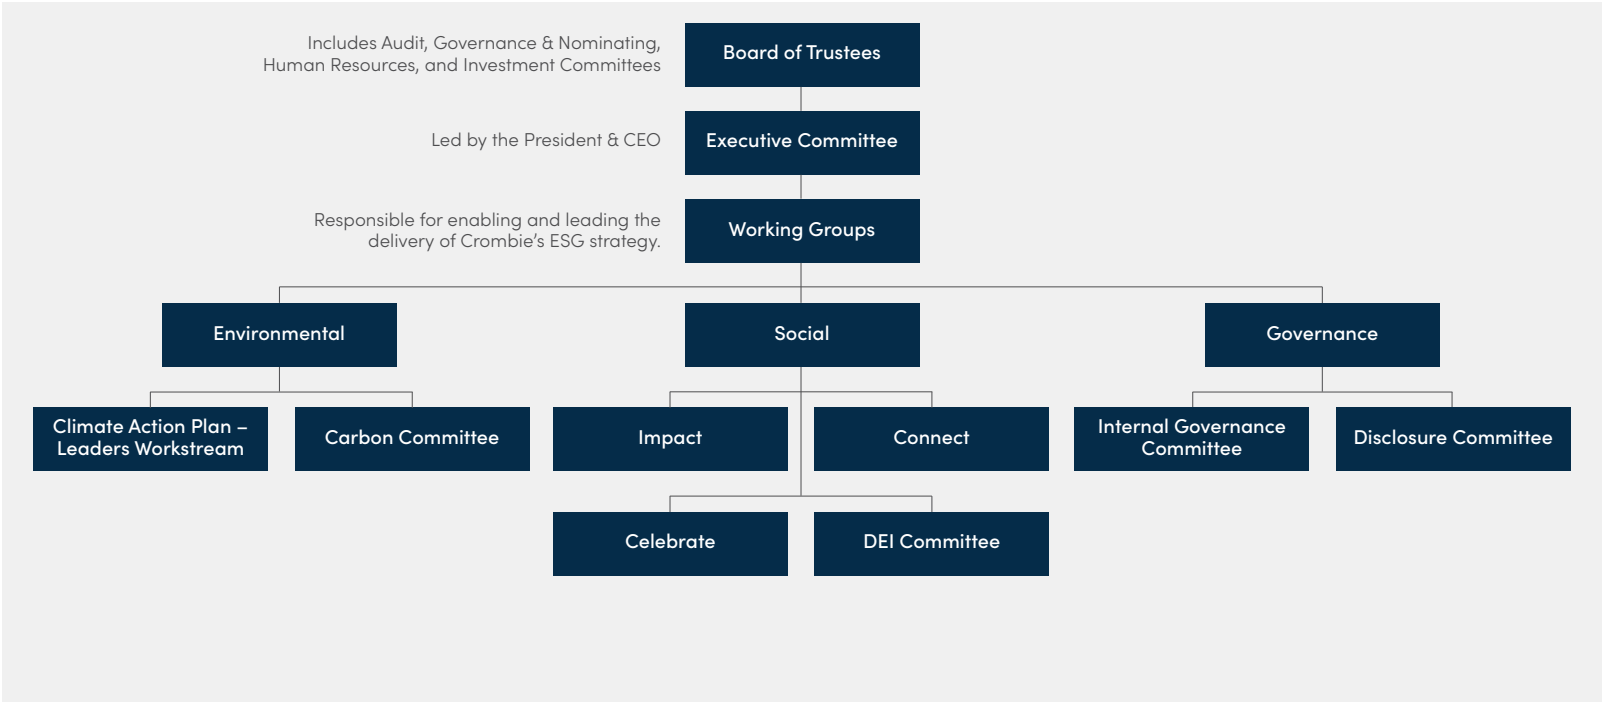 Includes Audit, Governance & Nominating,
Human Resources, and Investment Committees
Board of Trustees
Led by the President & CEO
Executive Committee
Responsible for enabling and leading the
delivery of Crombie’s ESG strategy.
Working Groups
Environmental
Social
Governance
Climate Action Plan –
Leaders Workstream
Carbon Committee
Impact
Connect
Internal Governance
Committee
Disclosure Committee
Celebrate
DEI Committee